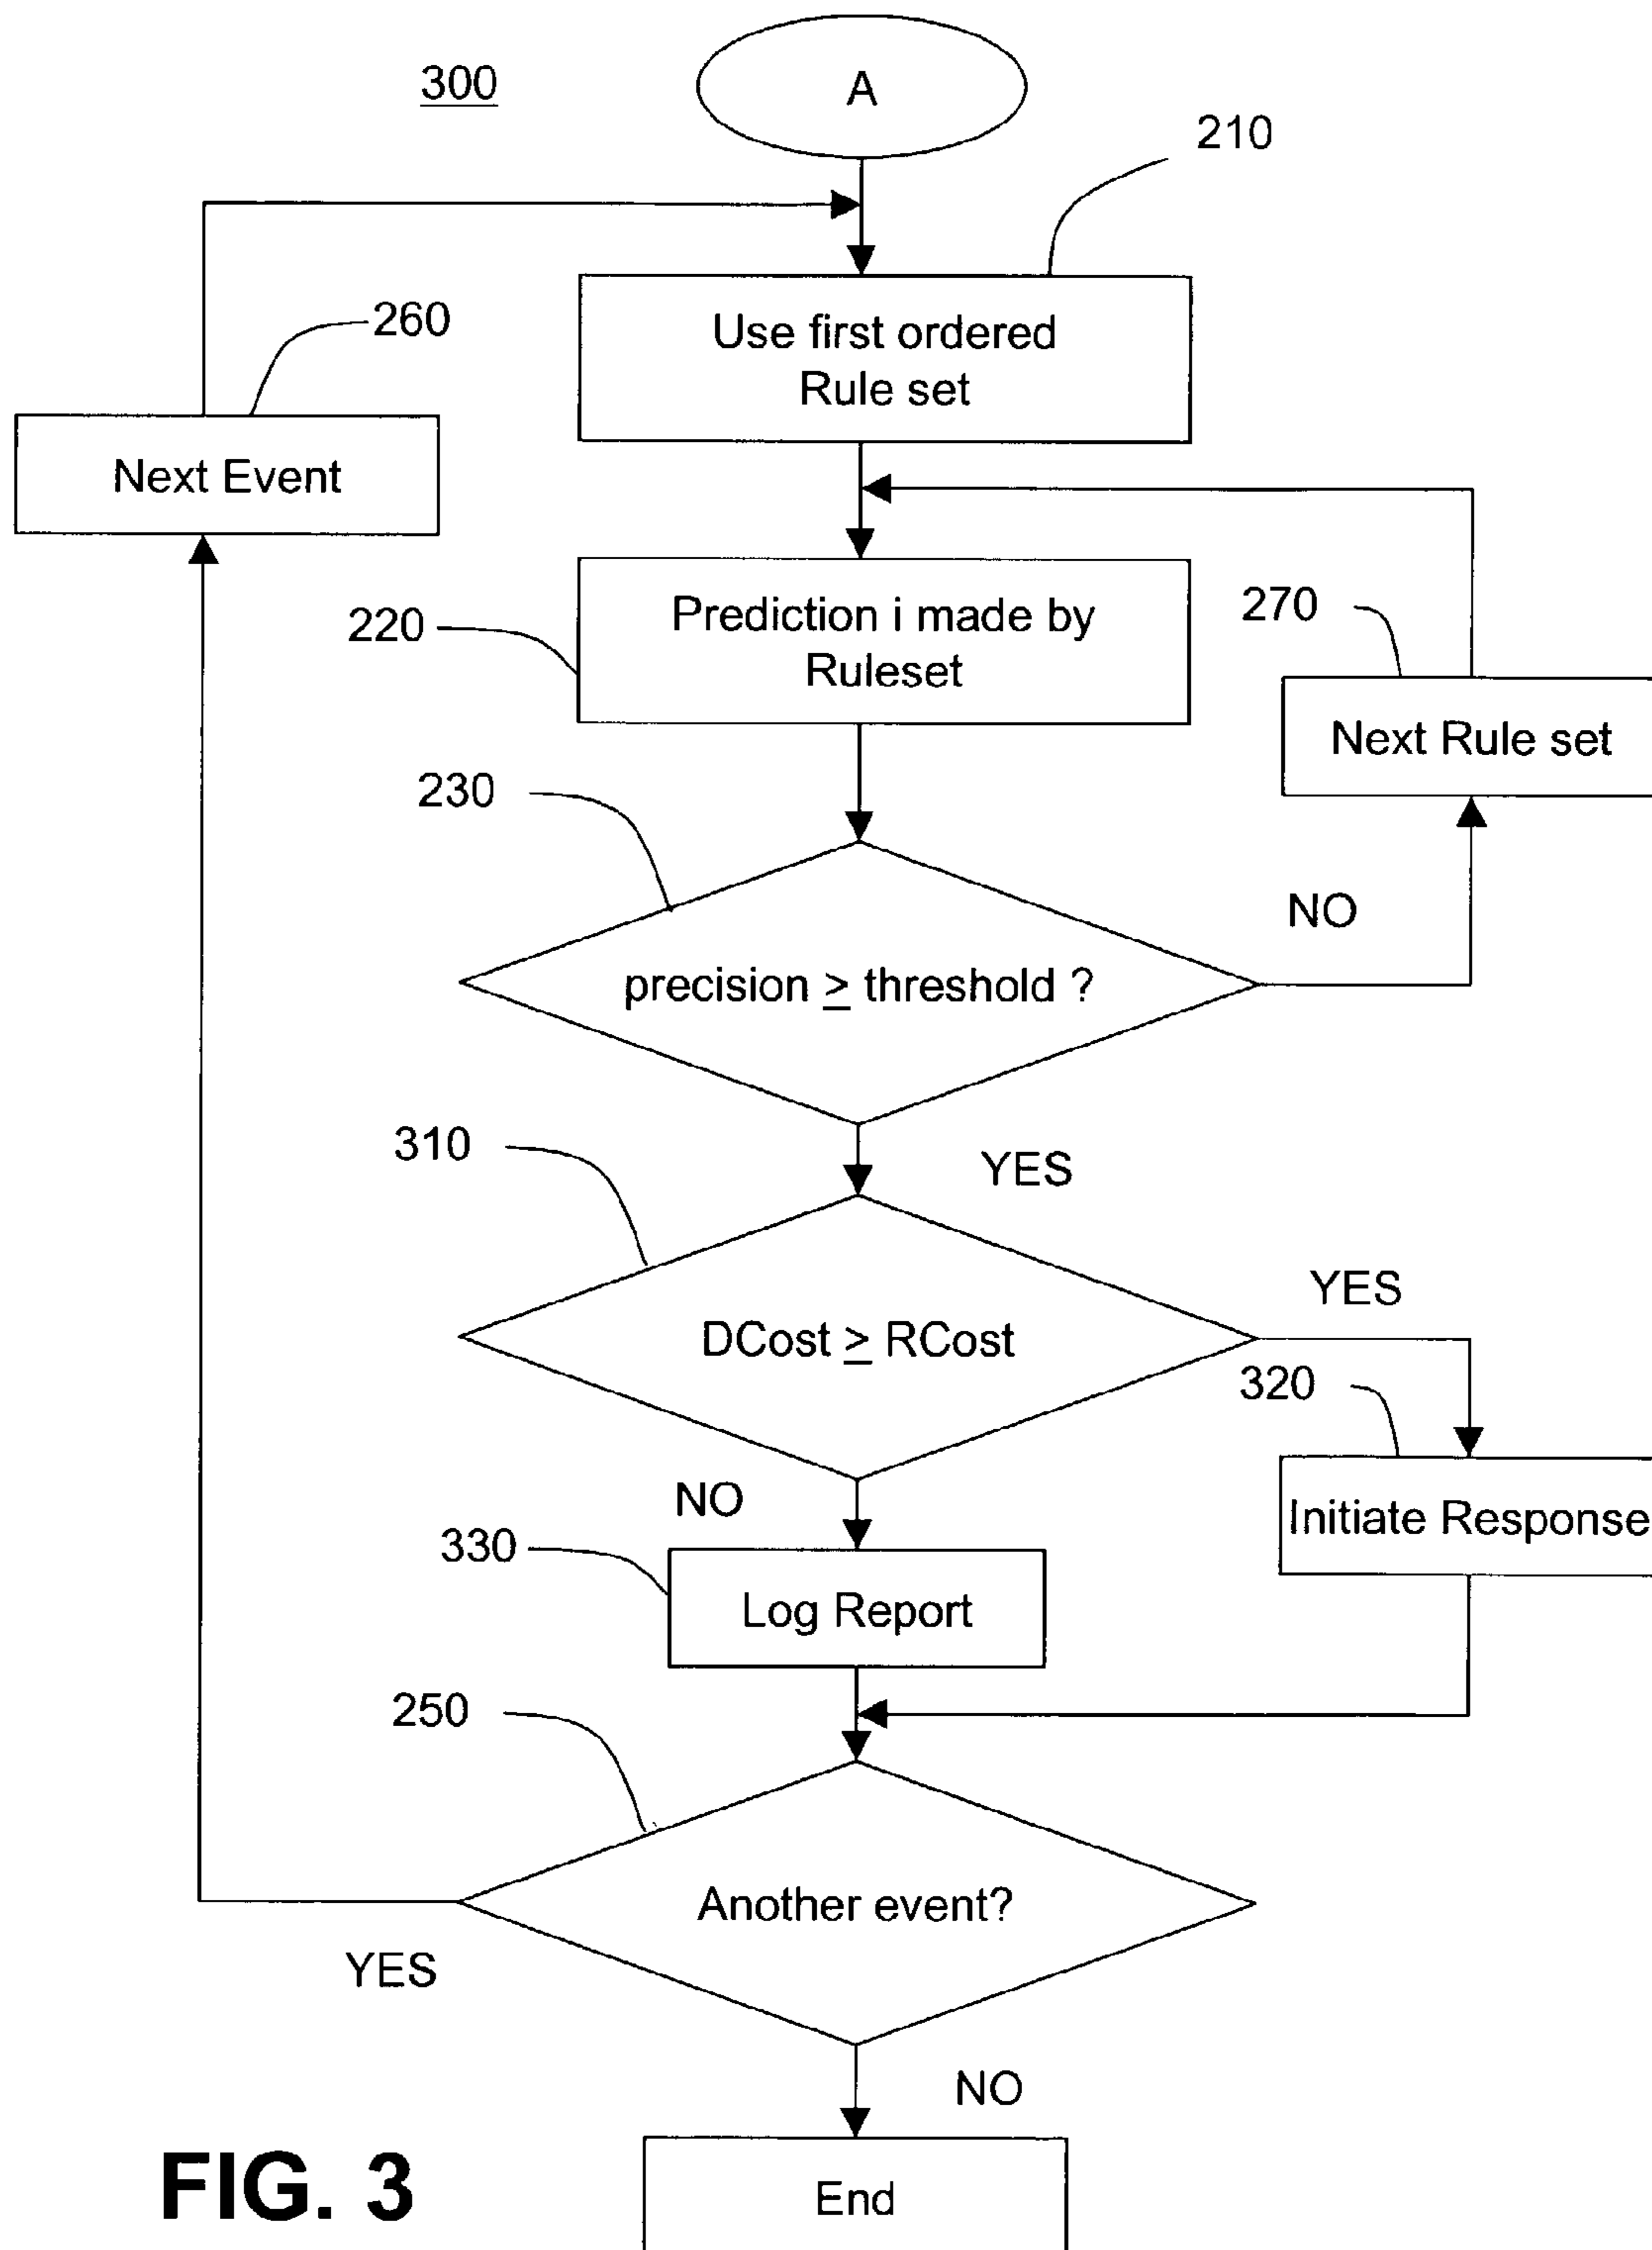 300
A
210
Use first ordered
Rule set
260
Next Event
Prediction i made by
Ruleset
220
270
Next Rule set
230
NO
precision ≥ threshold ?
YES
310
DCost ≥ RCost
YES
320
Initiate Response
NO
330
Log Report
250
Another event?
YES
NO
End
FIG. 3